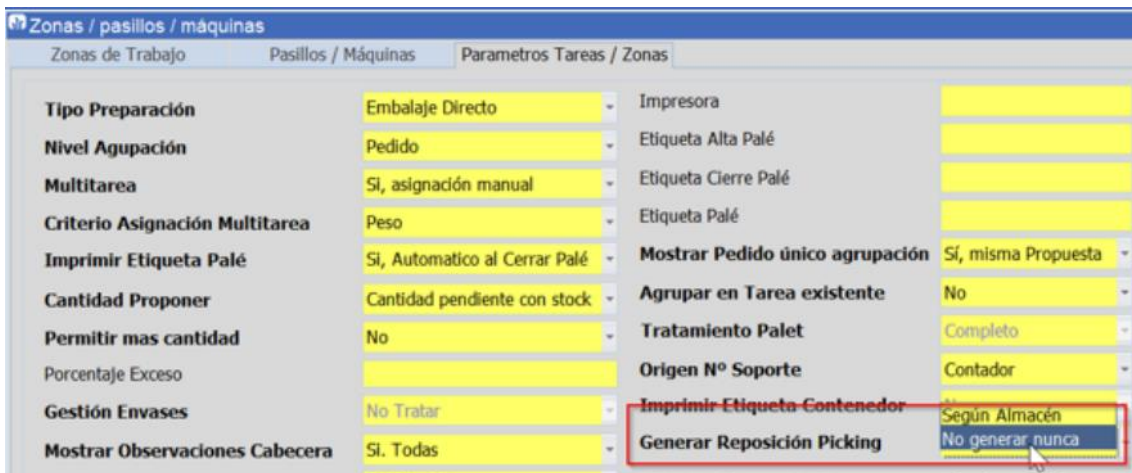 Zonas / pasillos / máquinas
Zonas de Trabajo
Pasillos / Máquinas
Parametros Tareas / Zonas
Tipo Preparación
Embalaje Directo
Nivel Agupación
Pedido
Multitarea
Si, asignación manual
Criterio Asignación Multitarea
Peso
Imprimir Etiqueta Palé
Si, Automatico al Cerrar Palé
Cantidad Proponer
Cantidad pendiente con stock
Permitir mas cantidad
No
Porcentaje Exceso
Gestión Envases
No Tratar
Mostrar Observaciones Cabecera
Si. Todas
Impresora
Etiqueta Alta Palé
Etiqueta Cierre Palé
Etiqueta Palé
Mostrar Pedido único agrupación
Sí, misma Propuesta
Agrupar en Tarea existente
No
Tratamiento Palet
Completo
Origen Nº Soporte
Contador
Imprimir Etiqueta Contenedor
Según Almacén
Generar Reposición Picking
No generar nunca